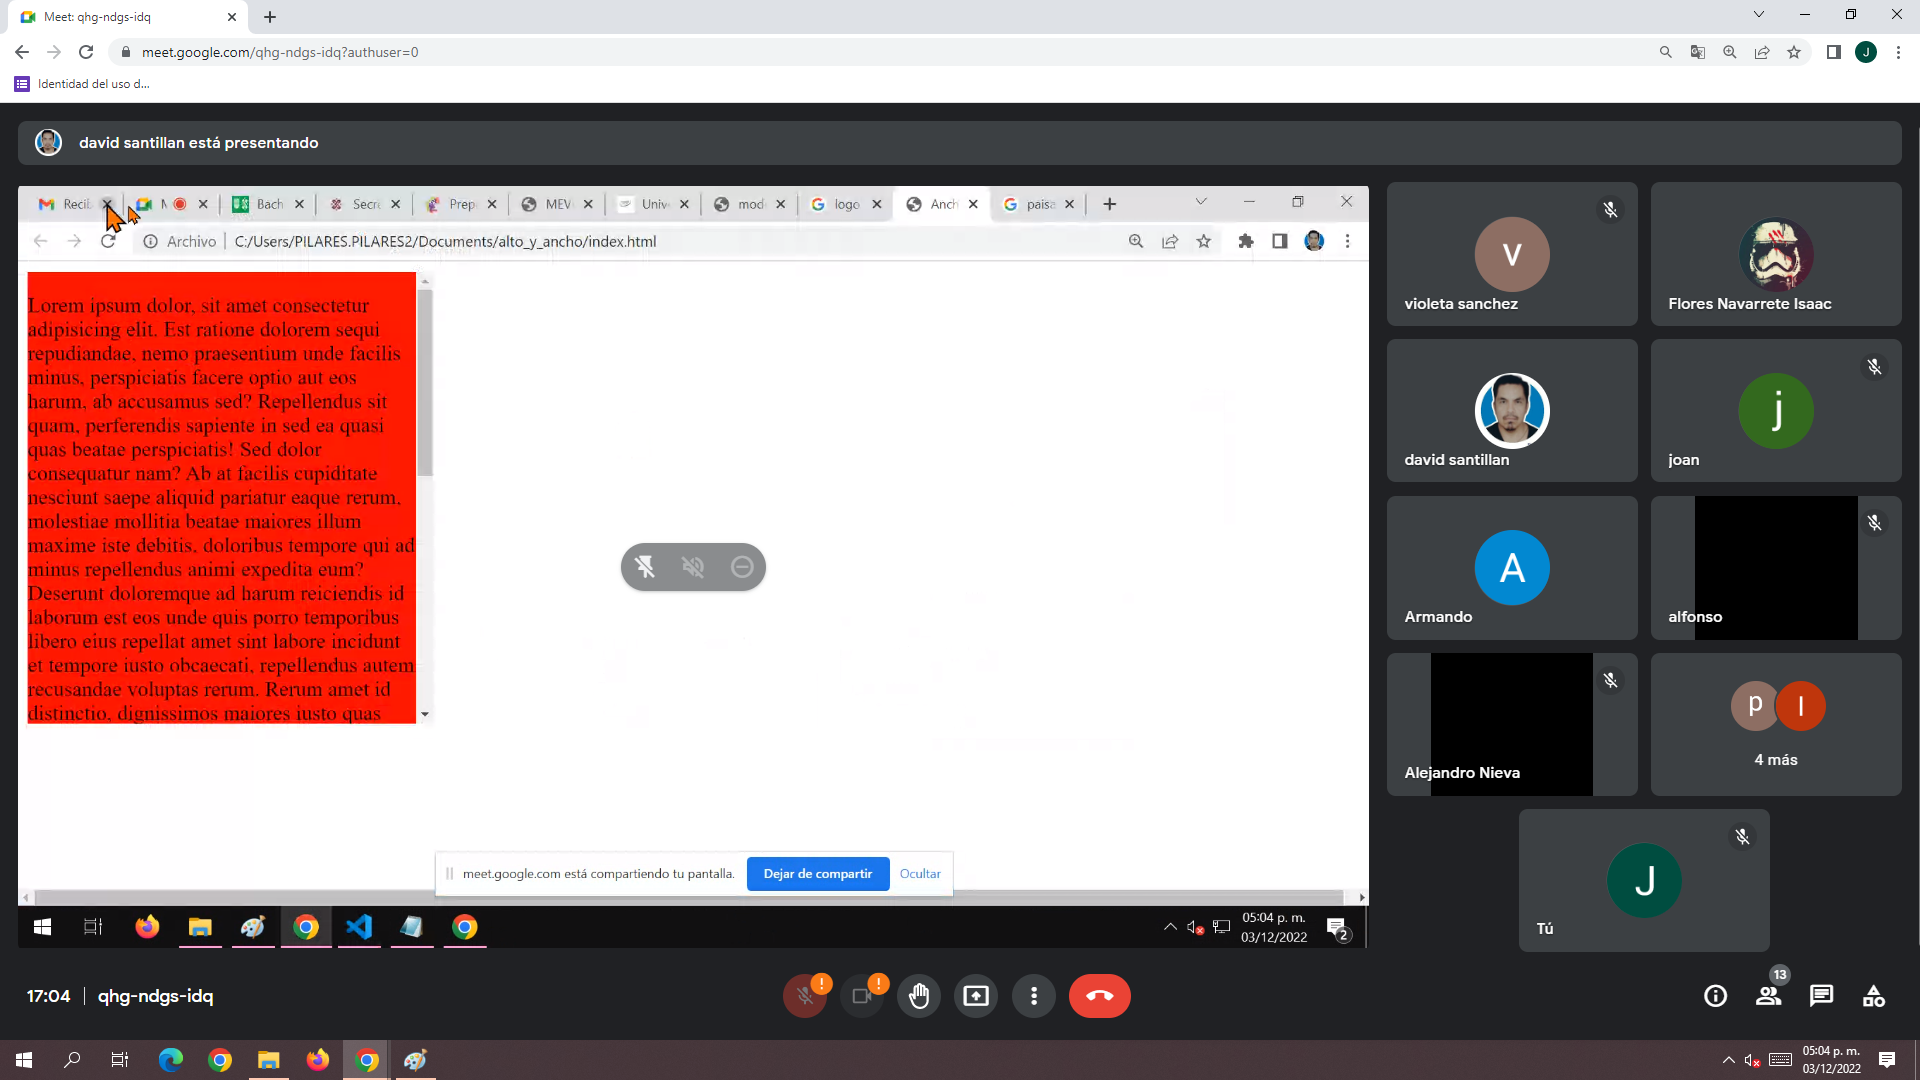 Meet: qhg-ndgs-idq
meet.google.com/qhg-ndgs-idq?authuser=0
J
Identidad del uso d...
david santillan está presentando
Recib
M
Bach
Secre
Prep
MEV
Unive
mod
logo
Anch
paisa
Archivo
C:/Users/PILARES.PILARES2/Documents/alto_y_ancho/index.html
Lorem ipsum dolor, sit amet consectetur
adipisicing elit. Est ratione dolorem sequi
repudiandae, nemo praesentium unde facilis
minus, perspiciatis facere optio aut eos
harum, ab accusamus sed? Repellendus sit
quam, perferendis sapiente in sed ea quasi
quas beatae perspiciatis! Sed dolor
consequatur nam? Ab at facilis cupiditate
nesciunt saepe aliquid pariatur eaque rerum,
molestiae mollitia beatae maiores illum
maxime iste debitis, doloribus tempore qui ad
minus repellendus animi expedita eum?
Deserunt doloremque ad harum reiciendis id
laborum est eos unde quis porro temporibus
libero eius repellat amet sint labore incidunt
et tempore iusto obcaecati, repellendus autem
recusandae voluptas rerum. Rerum amet id
distinctio, dignissimos maiores iusto quas
meet.google.com está compartiendo tu pantalla.
Dejar de compartir
Ocultar
05:04 p. m.
03/12/2022
2
v
violeta sanchez
Flores Navarrete Isaac
david santillan
j
joan
A
Armando
alfonso
Alejandro Nieva
p
l
4 más
J
Tú
17:04
qhg-ndgs-idq
!
!
13
05:04 p. m.
03/12/2022